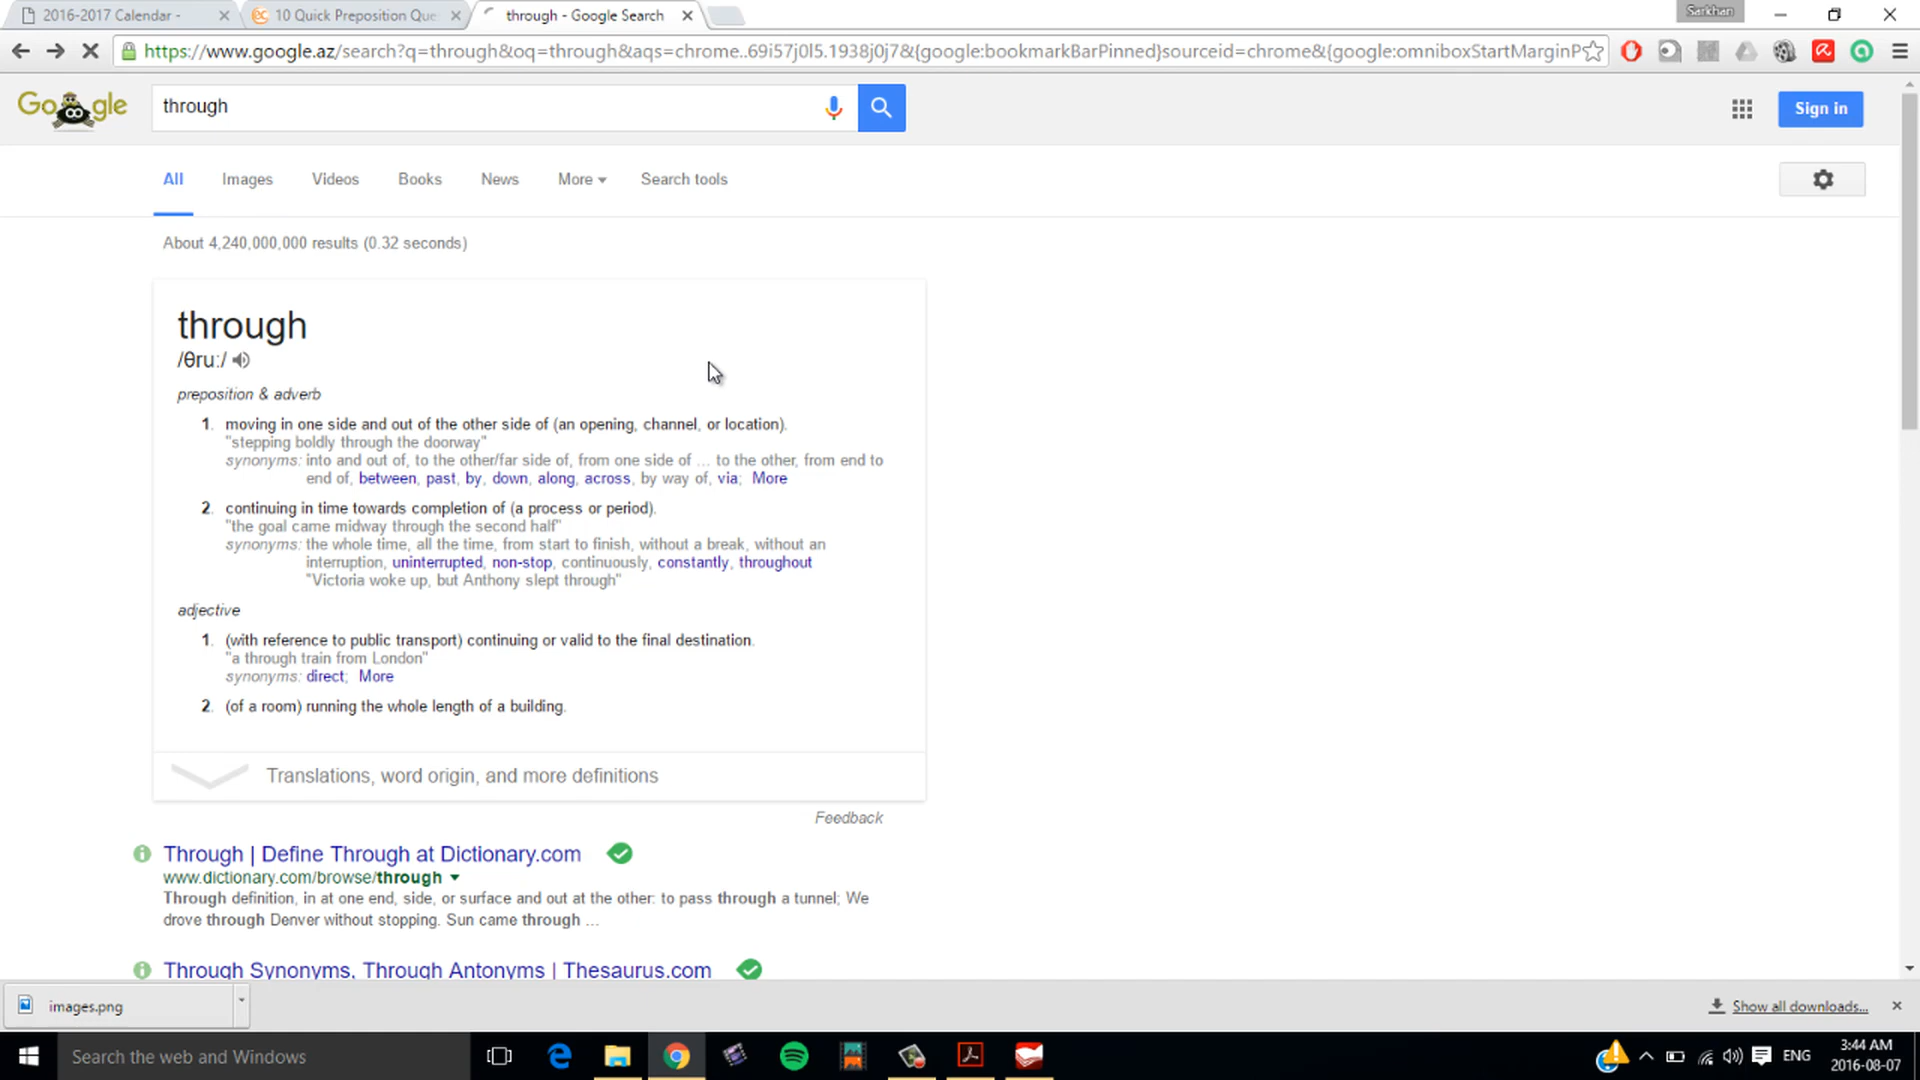 2016-2017 Calendar -
10 Quick Preposition Que
through - Google Search
Sarkhan
https://www.google.az/search?q=through&oq=through&aqs=chrome..69i57j0l5.1938j0j7&{google:bookmarkBarPinned}sourceid=chrome&{google:omniboxStartMarginP
Google
through
Sign in
All
Images
Videos
Books
News
More
Search tools
About 4,240,000,000 results (0.32 seconds)
through
/θruː/
preposition & adverb
1. moving in one side and out of the other side of (an opening, channel, or location).
"stepping boldly through the doorway"
synonyms: into and out of, to the other/far side of, from one side of ... to the other, from end to
end of, between, past, by, down, along, across, by way of, via; More
2. continuing in time towards completion of (a process or period).
"the goal came midway through the second half"
synonyms: the whole time, all the time, from start to finish, without a break, without an
interruption, uninterrupted, non-stop, continuously, constantly, throughout
"Victoria woke up, but Anthony slept through"
adjective
1. (with reference to public transport) continuing or valid to the final destination.
"a through train from London"
synonyms: direct; More
2. (of a room) running the whole length of a building.
Translations, word origin, and more definitions
Feedback
Through | Define Through at Dictionary.com
www.dictionary.com/browse/through
Through definition, in at one end, side, or surface and out at the other: to pass through a tunnel; We
drove through Denver without stopping. Sun came through ...
Through Synonyms, Through Antonyms | Thesaurus.com
images.png
Show all downloads...
Search the web and Windows
ENG
3:44 AM
2016-08-07